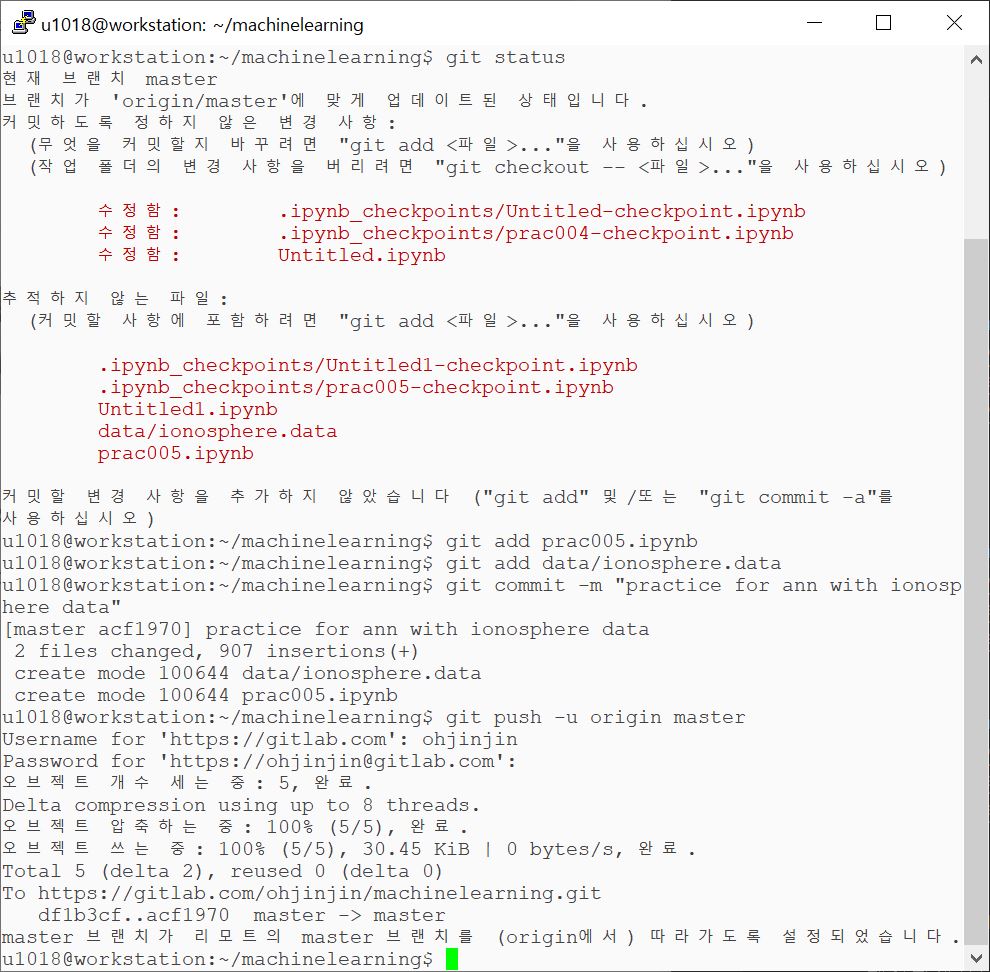 u1018@workstation: ~/machinelearning
u1018@workstation:~/machinelearning$ git status
현재 브랜치 master
브랜치가 'origin/master'에 맞게 업데이트된 상태입니다.
커밋하도록 정하지 않은 변경 사항:
  (무엇을 커밋할지 바꾸려면 "git add <파일>..."을 사용하십시오)
  (작업 폴더의 변경 사항을 버리려면 "git checkout -- <파일>..."을 사용하십시오)
        수정함:        .ipynb_checkpoints/Untitled-checkpoint.ipynb
        수정함:        .ipynb_checkpoints/prac004-checkpoint.ipynb
        수정함:        Untitled.ipynb
추적하지 않는 파일:
  (커밋할 사항에 포함하려면 "git add <파일>..."을 사용하십시오)
        .ipynb_checkpoints/Untitled1-checkpoint.ipynb
        .ipynb_checkpoints/prac005-checkpoint.ipynb
        Untitled1.ipynb
        data/ionosphere.data
        prac005.ipynb
커밋할 변경 사항을 추가하지 않았습니다 ("git add" 및/또는 "git commit -a"를
사용하십시오)
u1018@workstation:~/machinelearning$ git add prac005.ipynb
u1018@workstation:~/machinelearning$ git add data/ionosphere.data
u1018@workstation:~/machinelearning$ git commit -m "practice for ann with ionosp
here data"
[master acf1970] practice for ann with ionosphere data
 2 files changed, 907 insertions(+)
 create mode 100644 data/ionosphere.data
 create mode 100644 prac005.ipynb
u1018@workstation:~/machinelearning$ git push -u origin master
Username for 'https://gitlab.com': ohjinjin
Password for 'https://ohjinjin@gitlab.com':
오브젝트 개수 세는 중: 5, 완료.
Delta compression using up to 8 threads.
오브젝트 압축하는 중: 100% (5/5), 완료.
오브젝트 쓰는 중: 100% (5/5), 30.45 KiB | 0 bytes/s, 완료.
Total 5 (delta 2), reused 0 (delta 0)
To https://gitlab.com/ohjinjin/machinelearning.git
   df1b3cf..acf1970  master -> master
master 브랜치가 리모트의 master 브랜치를 (origin에서) 따라가도록 설정되었습니다.
u1018@workstation:~/machinelearning$